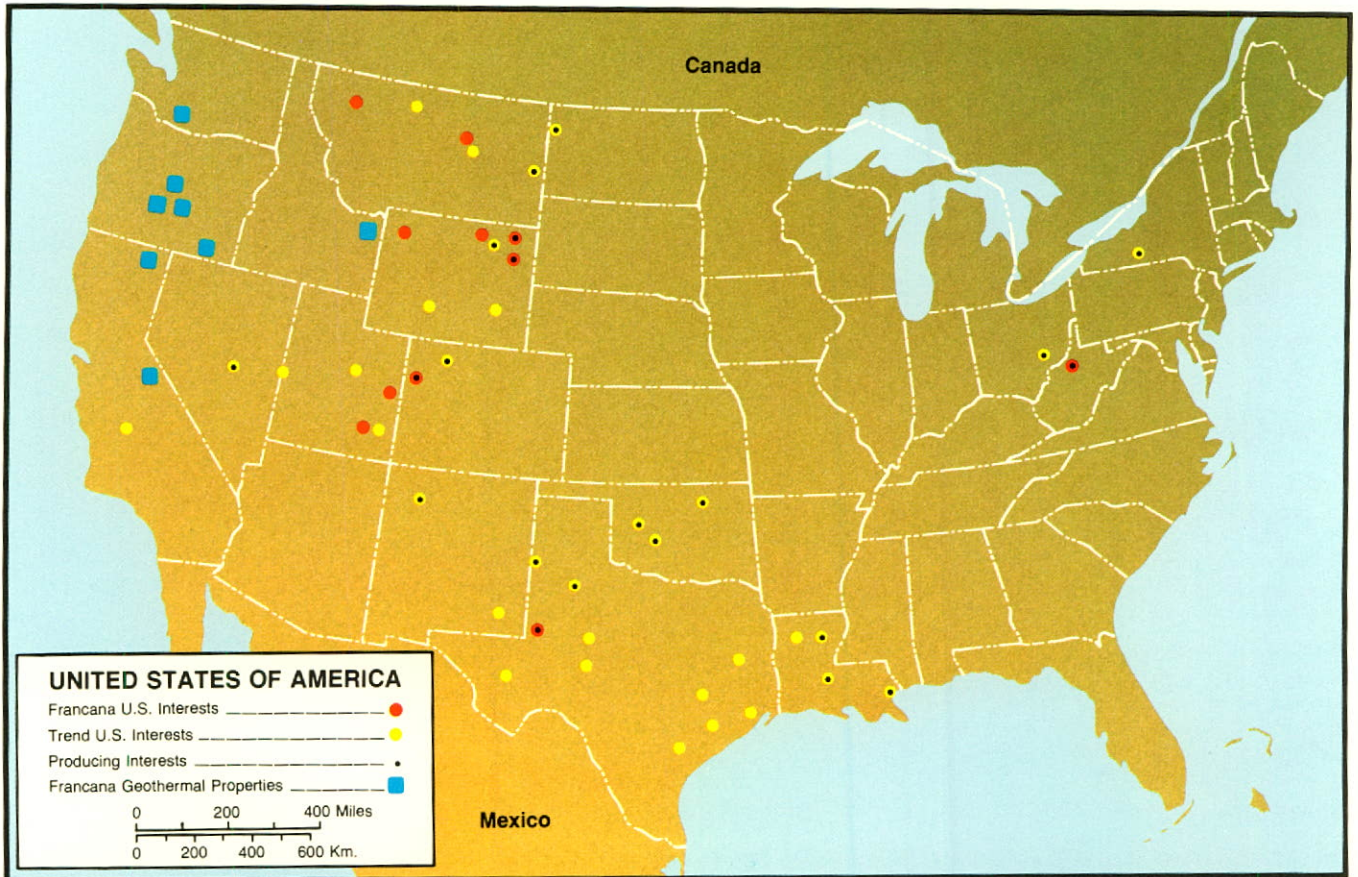 Canada
UNITED STATES OF AMERICA
Francana U.S. Interests
Trend U.S. Interests
Producing Interests
Francana Geothermal Properties
0 200 400 Miles
0 200 400 600 Km.
Mexico